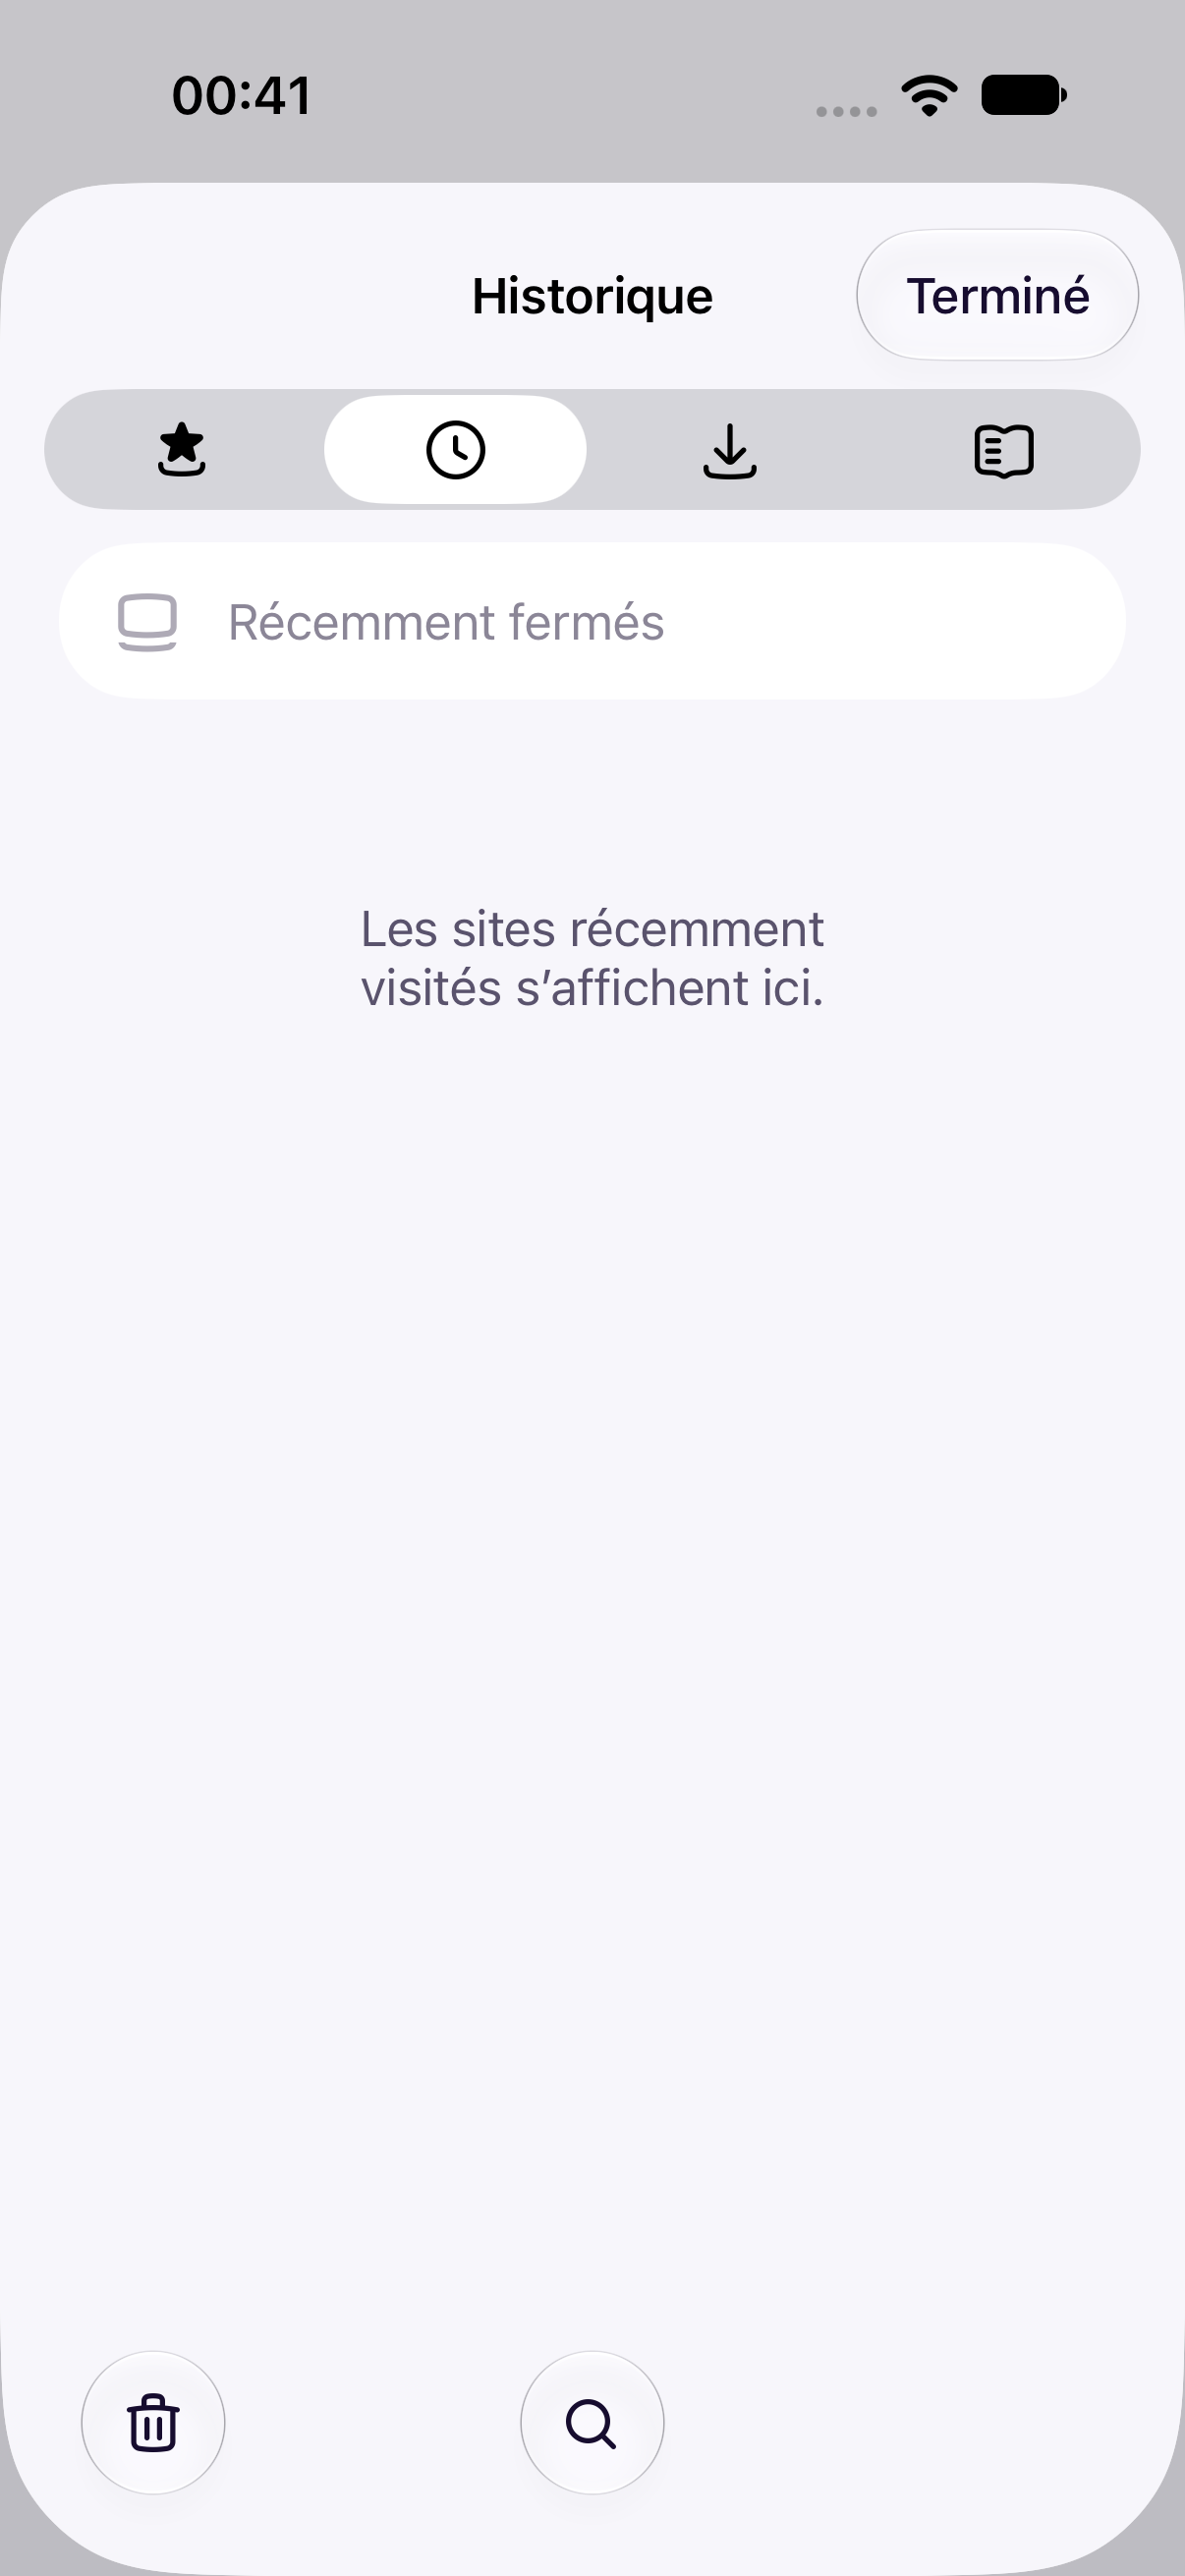 00:41
Historique
Terminé
Récemment fermés
Les sites récemment
visités s’affichent ici.